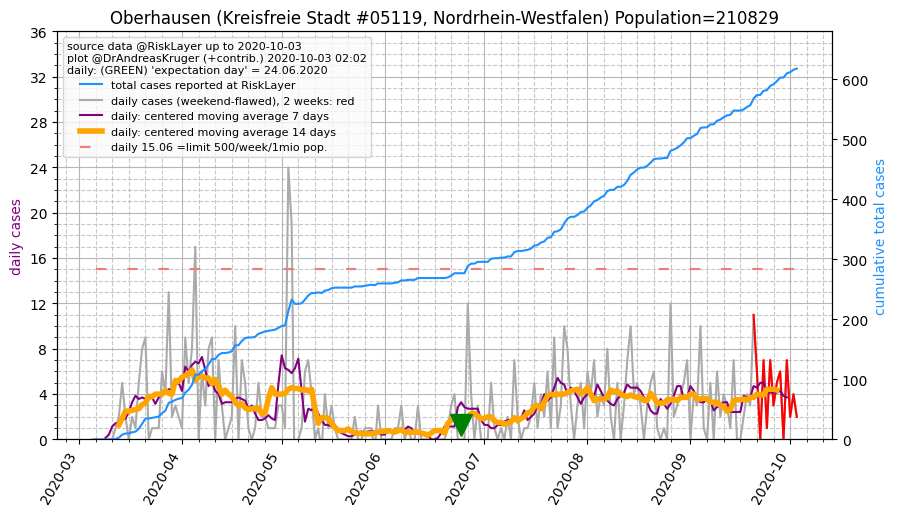 Oberhausen (Kreisfreie Stadt #05119, Nordrhein-Westfalen) Population=210829
source data @RiskLayer up to 2020-10-03
plot @DrAndreasKruger (+contrib.) 2020-10-03 02:02
daily: (GREEN) 'expectation day' = 24.06.2020
total cases reported at RiskLayer
daily cases (weekend-flawed), 2 weeks: red
daily: centered moving average 7 days
daily: centered moving average 14 days
daily 15.06 =limit 500/week/1mio pop.
daily cases
36
32
28
24
20
16
12
8
4
0
cumulative total cases
600
500
400
300
200
100
0
2020-03
2020-04
2020-05
2020-06
2020-07
2020-08
2020-09
2020-10